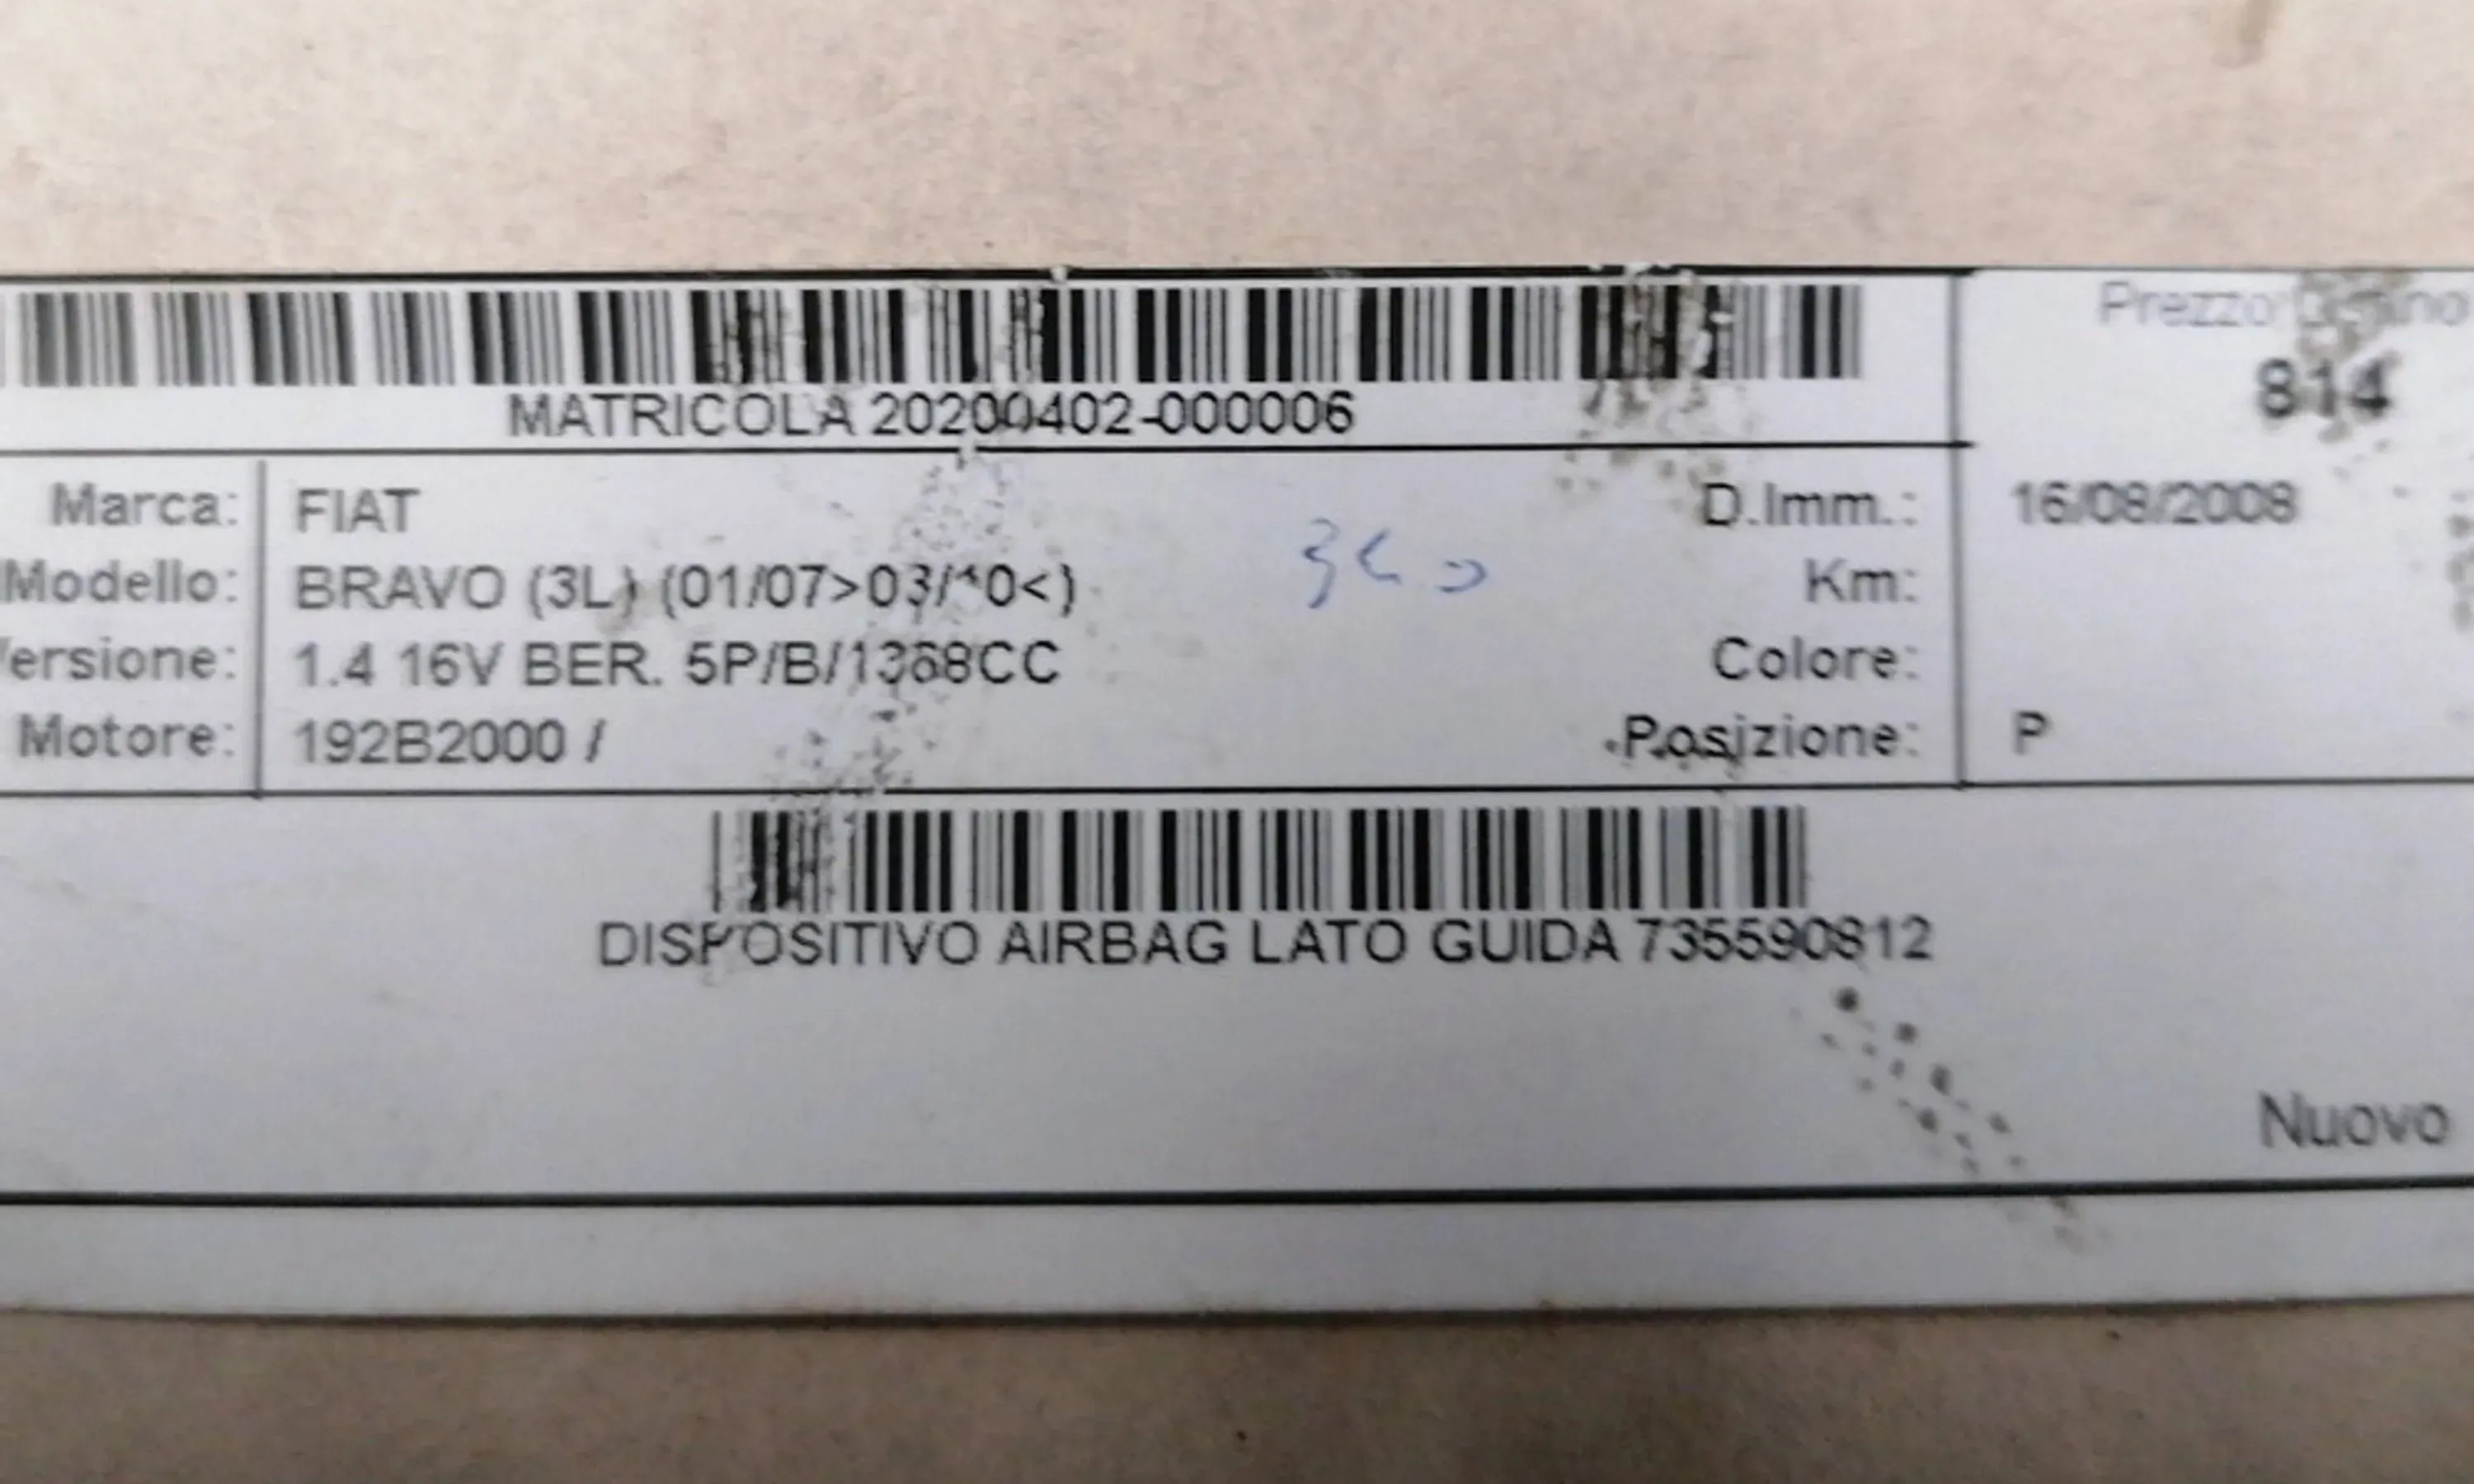 Prezzo
814
MATRICOLA 20200402-000006
Marca: FIAT D.Imm.: 16/08/2008
Modello: BRAVO (3L) (01/07>03/10<) Km:
ersione: 1.4 16V BER. 5P/B/1368CC Colore:
Motore: 192B2000 / Posizione: P
DISPOSITIVO AIRBAG LATO GUIDA 735590812
Nuovo